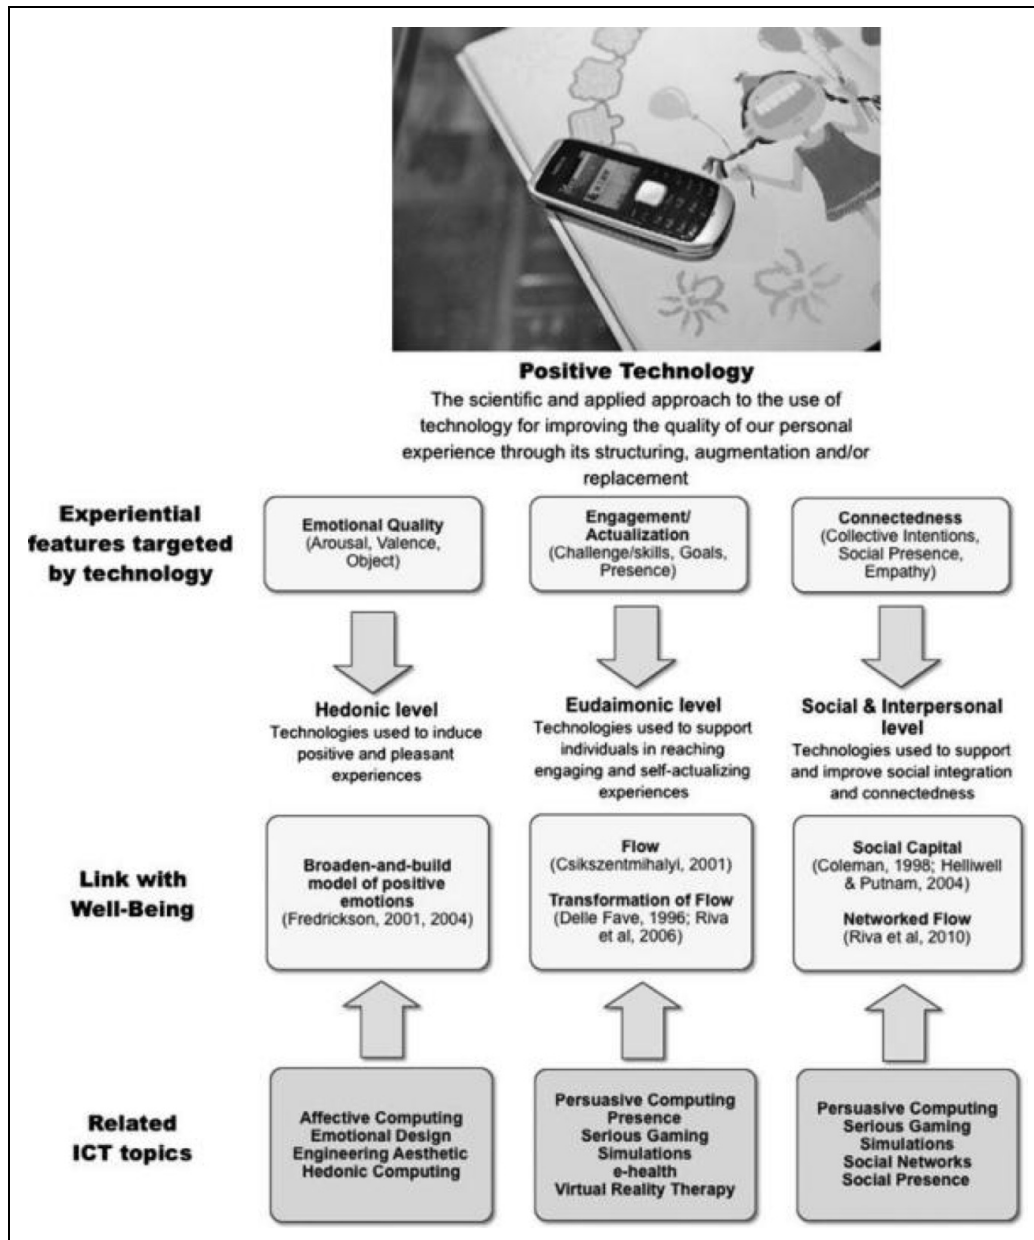 Positive Technology
The scientific and applied approach to the use of
technology for improving the quality of our personal
experience through its structuring, augmentation and/or
replacement
Experiential
features targeted
by technology
Emotional Quality
(Arousal, Valence,
Object)
Engagement/
Actualization
(Challenge/skills, Goals,
Presence)
Connectedness
(Collective Intentions,
Social Presence,
Empathy)
Hedonic level
Technologies used to induce
positive and pleasant
experiences
Eudaimonic level
Technologies used to support
individuals in reaching
engaging and self-actualizing
experiences
Social & Interpersonal
level
Technologies used to support
and improve social integration
and connectedness
Link with
Well-Being
Broaden-and-build
model of positive
emotions
(Fredrickson, 2001, 2004)
Flow
(Csikszentmihalyi, 2001)
Transformation of Flow
(Delle Fave, 1996; Riva
et al, 2006)
Social Capital
(Coleman, 1998; Helliwell
& Putnam, 2004)
Networked Flow
(Riva et al, 2010)
Related
ICT topics
Affective Computing
Emotional Design
Engineering Aesthetic
Hedonic Computing
Persuasive Computing
Presence
Serious Gaming
Simulations
e-health
Virtual Reality Therapy
Persuasive Computing
Serious Gaming
Simulations
Social Networks
Social Presence